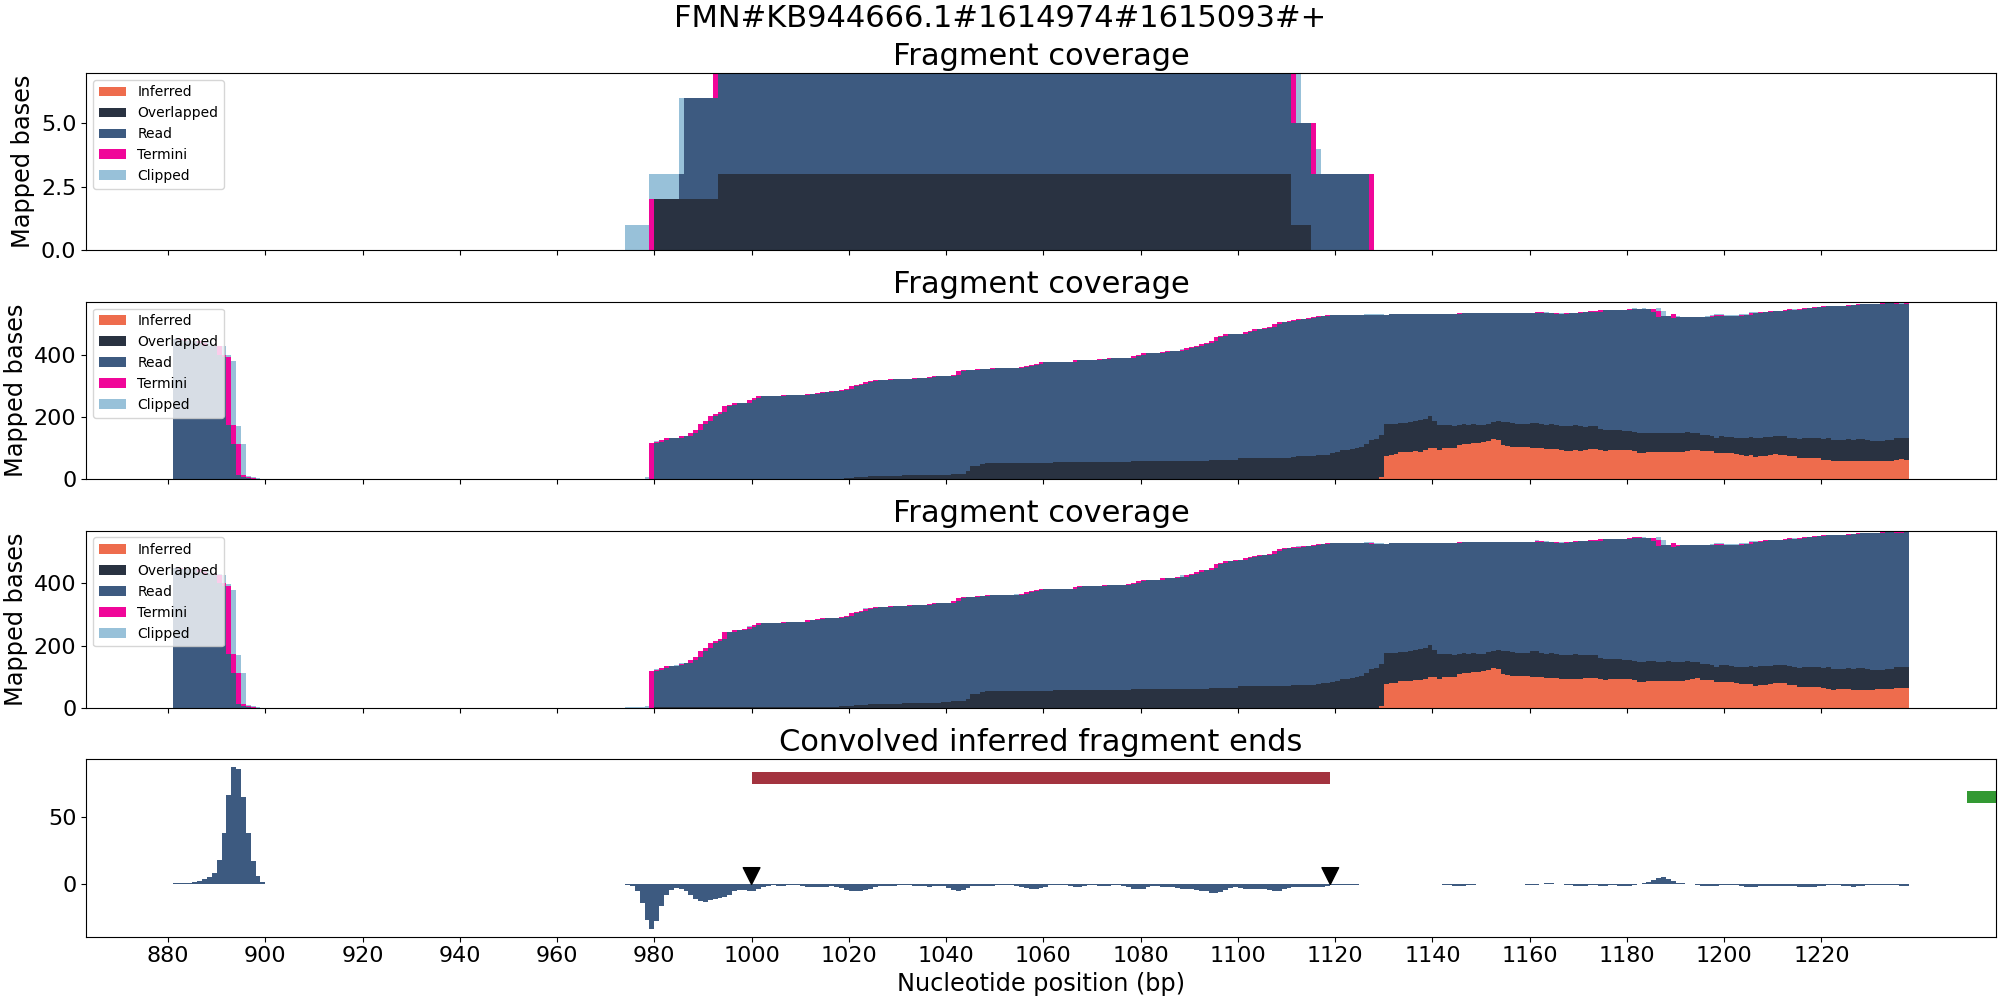 FMN#KB944666.1#1614974#1615093#+
Fragment coverage
Mapped bases
5.0
2.5
0.0
Inferred
Overlapped
Read
Termini
Clipped
Fragment coverage
Mapped bases
400
200
0
Inferred
Overlapped
Read
Termini
Clipped
Fragment coverage
Mapped bases
400
200
0
Inferred
Overlapped
Read
Termini
Clipped
Convolved inferred fragment ends
50
0
880 900 920 940 960 980 1000 1020 1040 1060 1080 1100 1120 1140 1160 1180 1200 1220
Nucleotide position (bp)